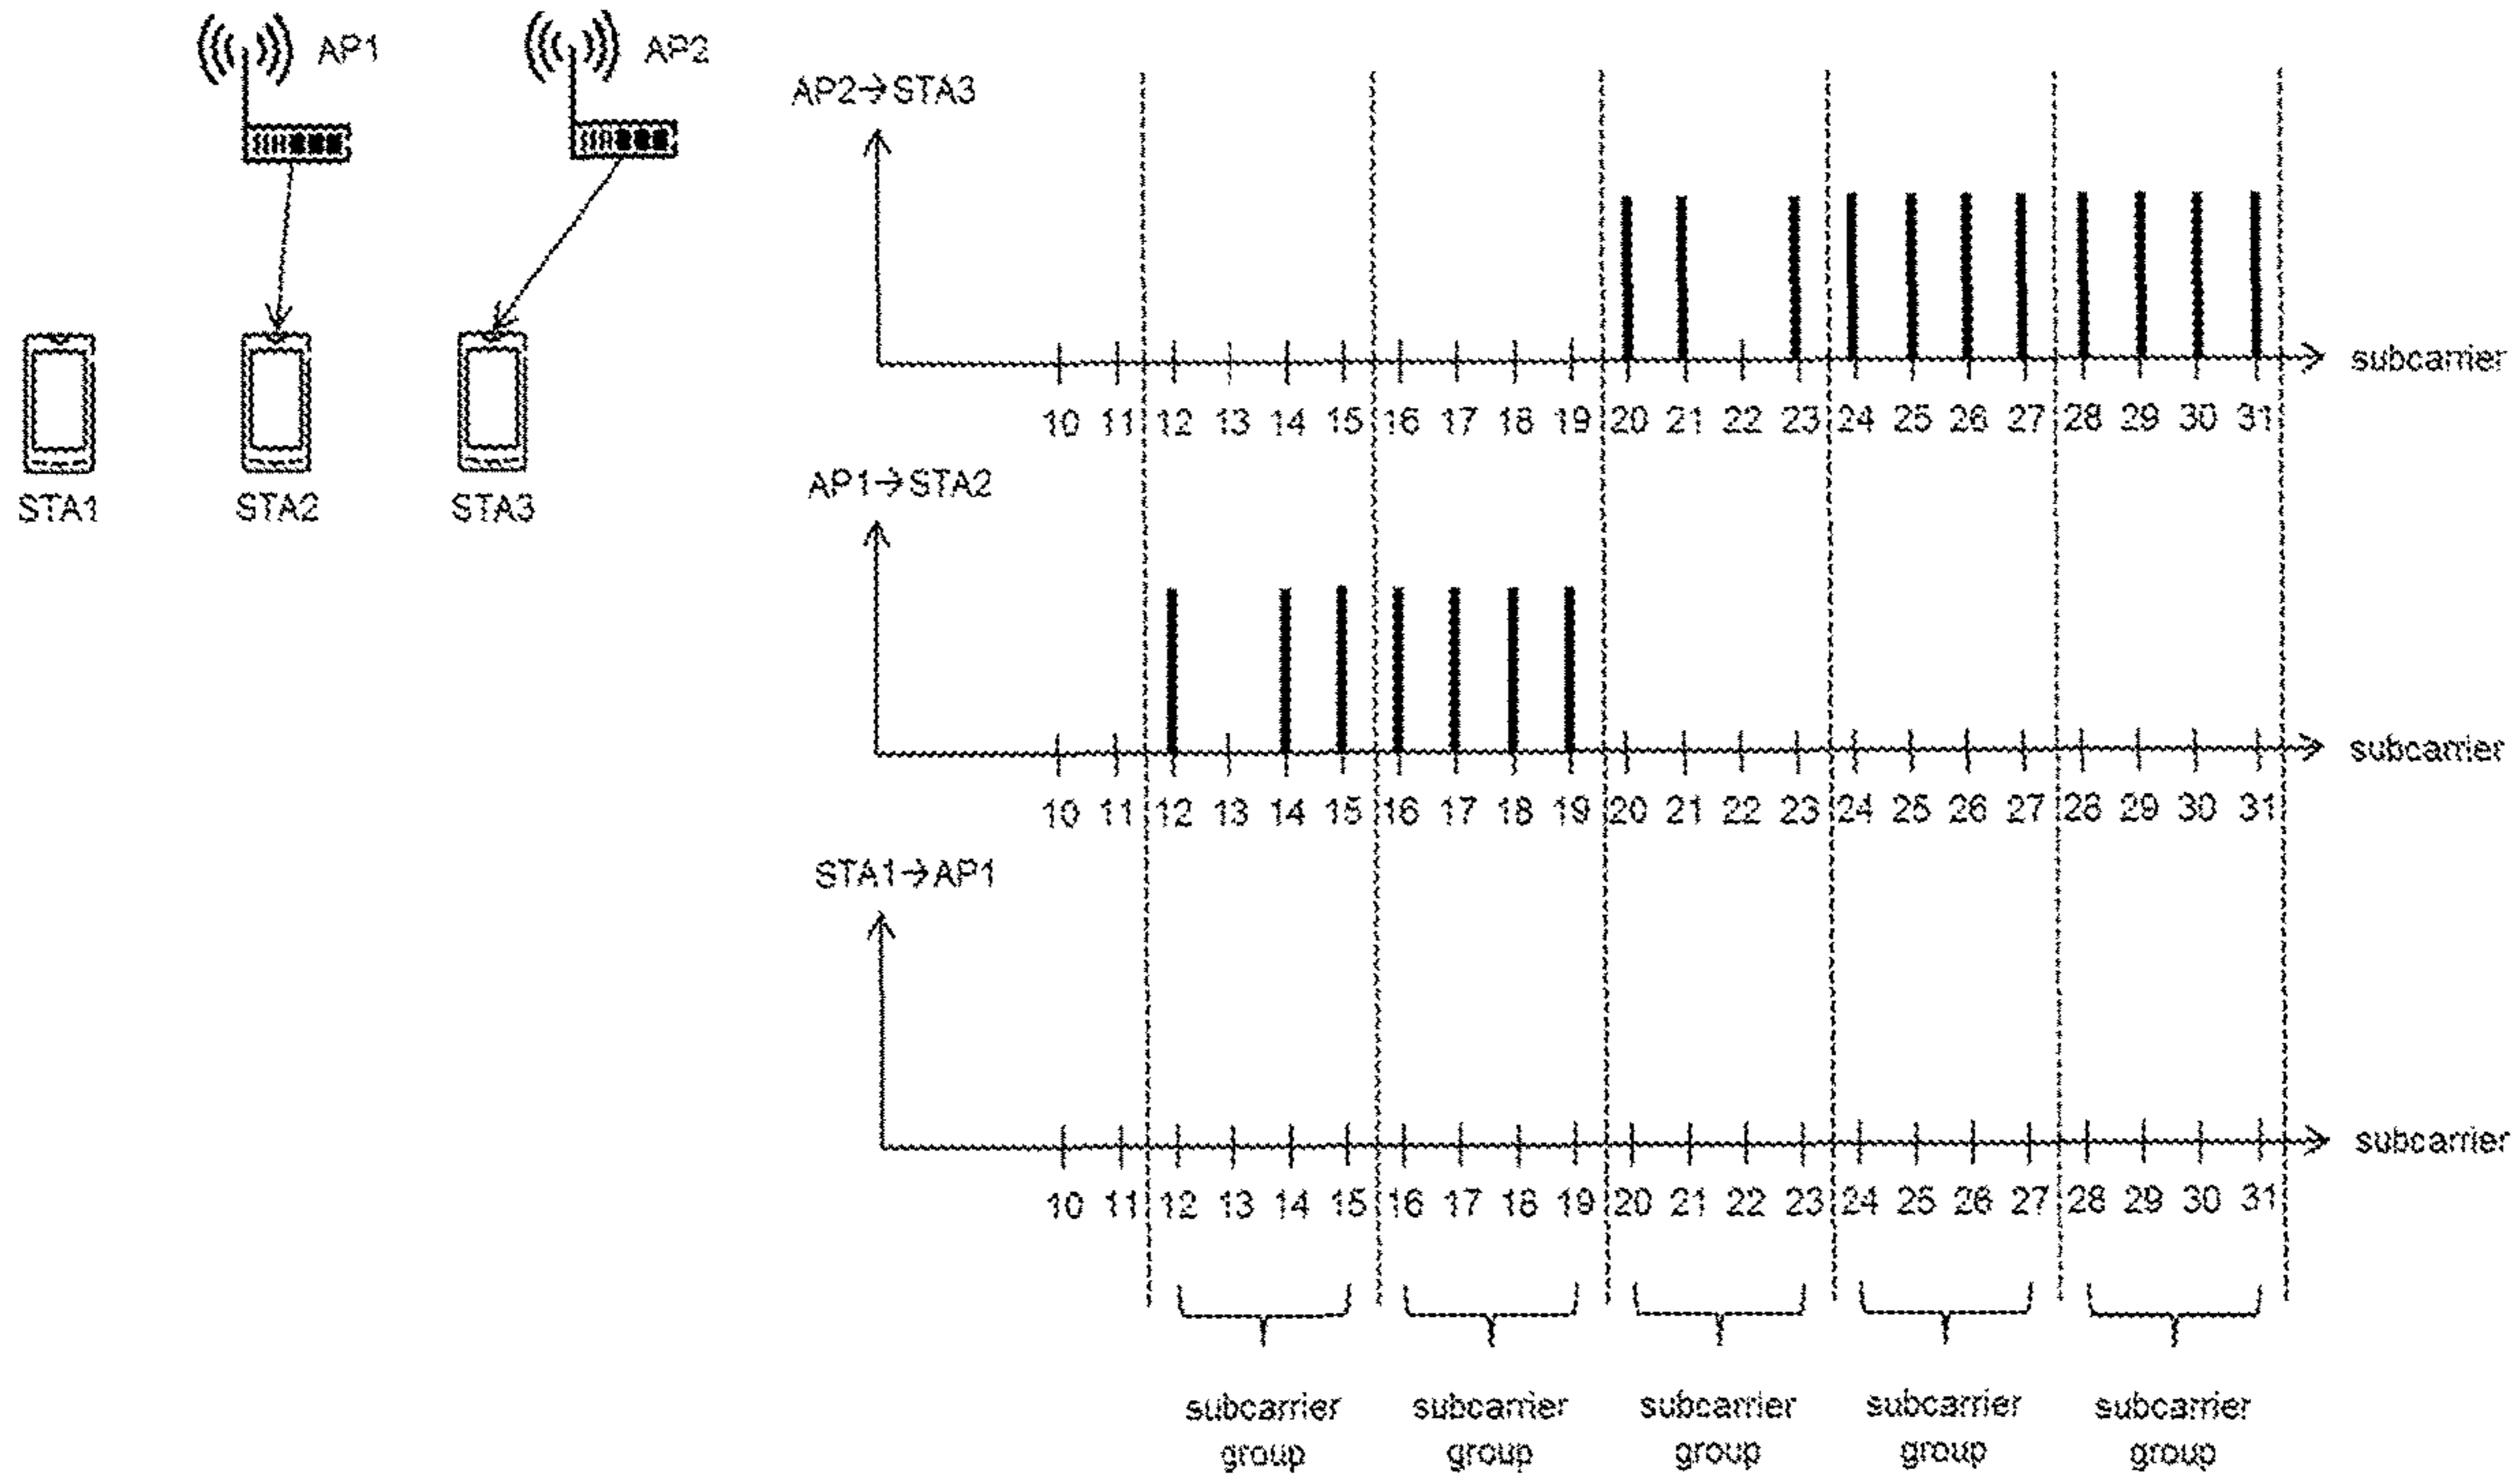 AP1
AP2
STA1
STA2
STA3
AP2→STA3
subcarrier
10 11 12 13 14 15 16 17 18 19 20 21 22 23 24 25 26 27 28 29 30 31
AP1→STA2
subcarrier
10 11 12 13 14 15 16 17 18 19 20 21 22 23 24 25 26 27 28 29 30 31
STA1→AP1
subcarrier
10 11 12 13 14 15 16 17 18 19 20 21 22 23 24 25 26 27 28 29 30 31
subcarrier
group
subcarrier
group
subcarrier
group
subcarrier
group
subcarrier
group